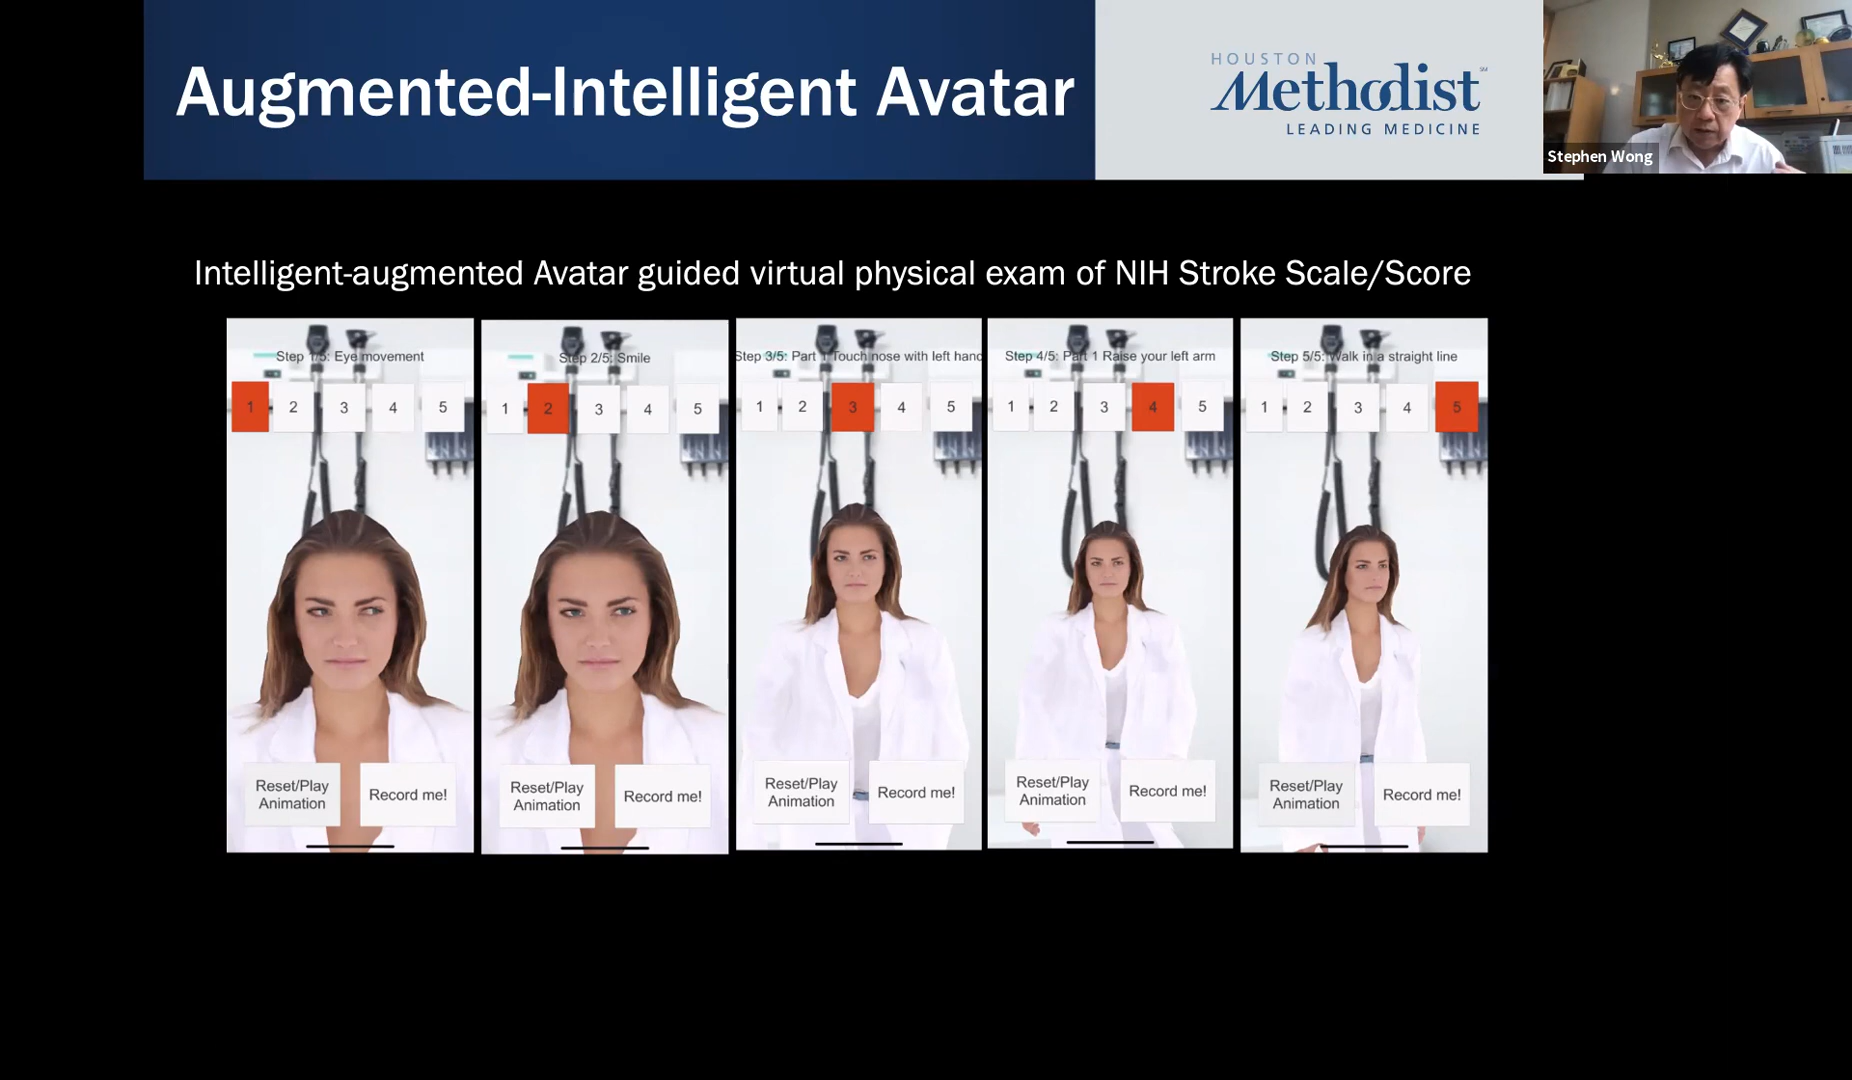 Augmented-Intelligent Avatar
HOUSTON
Methodist
SM
LEADING MEDICINE
Stephen Wong
Intelligent-augmented Avatar guided virtual physical exam of NIH Stroke Scale/Score
Step 1/5: Eye movement
1 2 3 4 5
Reset/Play
Animation
Record me!
Step 2/5: Smile
1 2 3 4 5
Reset/Play
Animation
Record me!
Step 3/5: Part 1 Touch nose with left hand
1 2 3 4 5
Reset/Play
Animation
Record me!
Step 4/5: Part 1 Raise your left arm
1 2 3 4 5
Reset/Play
Animation
Record me!
Step 5/5: Walk in a straight line
1 2 3 4 5
Reset/Play
Animation
Record me!